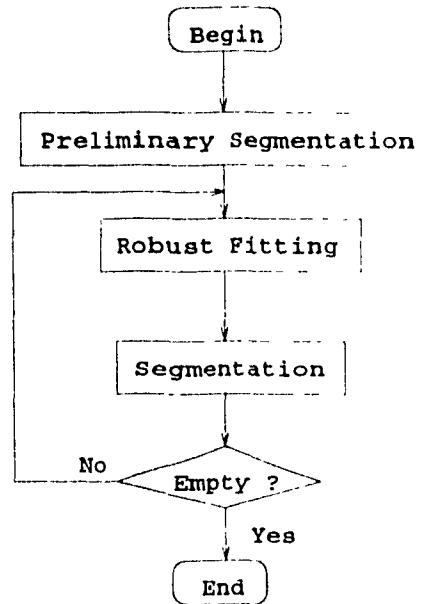 Begin
Preliminary Segmentation
Robust Fitting
Segmentation
No
Empty ?
Yes
End